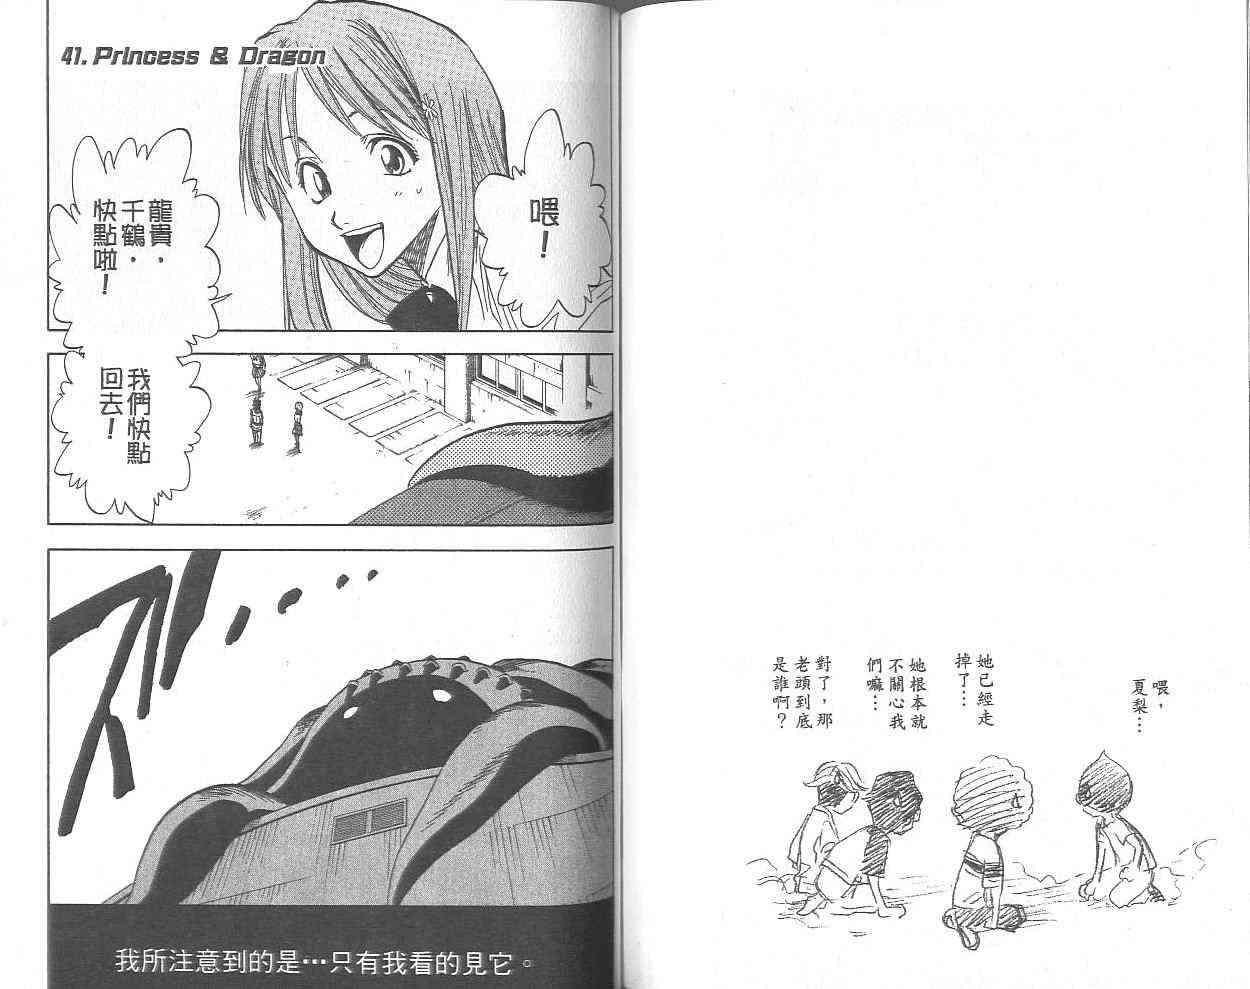 喂，
夏梨…
她已經走
掉了…
她根本就
不關心我
們嘛…
對了，那
老頭到底
是誰啊？
41. Princess & Dragon
喂！
龍貴，
千鶴，
快點啦！
我們快點
回去！
我所注意到的是…只有我看的見它。